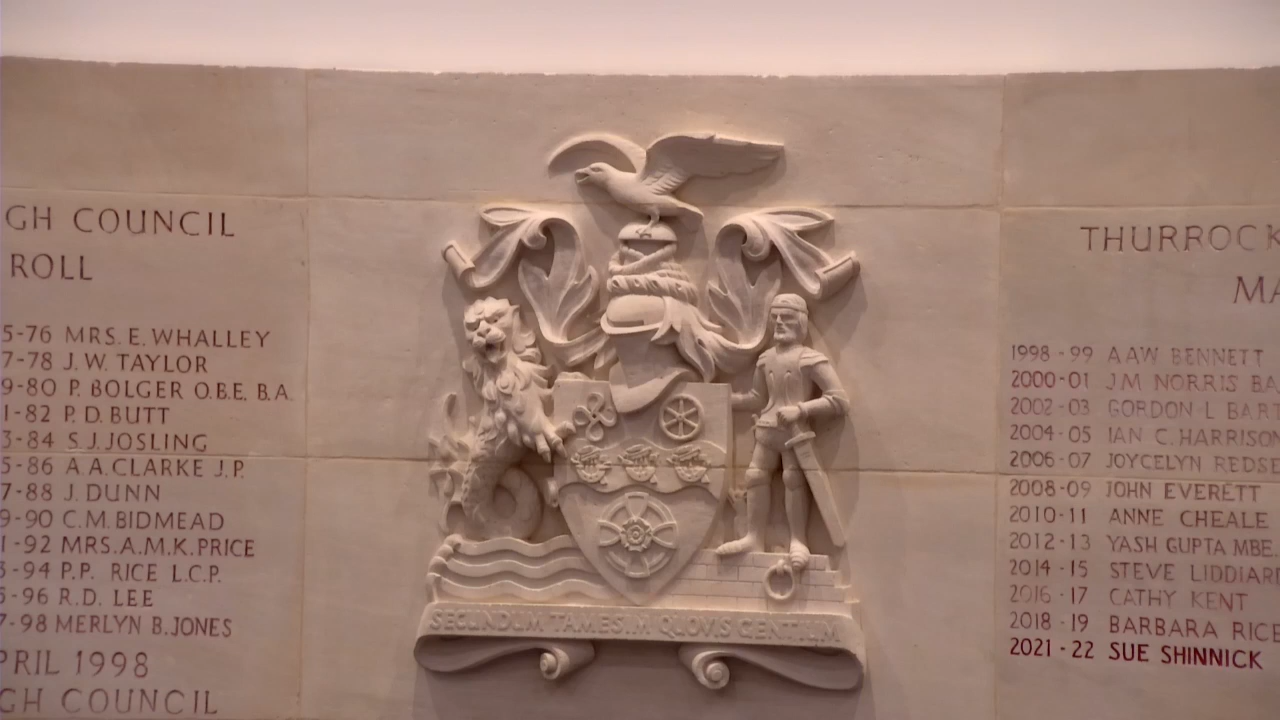 GH COUNCIL
ROLL
5-76 MRS. E. WHALLEY
7-78 J. W. TAYLOR
9-80 P. BOLGER O.B.E. B.A.
1-82 P. D. BUTT
3-84 S. J. JOSLING
5-86 A A. CLARKE J. P.
7-88 J. DUNN
9-90 C. M. BIDMEAD
1-92 MRS. A. M. K. PRICE
3-94 P. P. RICE L.C.P.
5-96 R. D. LEE
7-98 MERLYN B. JONES
PRIL 1998
GH COUNCIL
SECUNDUM TAMESIM QUOVIS GENTIUM
THURROCK
MA
1998-99 A A W BENNETT
2000-01 J M NORRIS BA
2002-03 GORDON L BART
2004-05 IAN C. HARRISON
2006-07 JOYCELYN REDSE
2008-09 JOHN EVERETT
2010-11 ANNE CHEALE
2012-13 YASH GUPTA MBE
2014-15 STEVE LIDDIARD
2016-17 CATHY KENT
2018-19 BARBARA RICE
2021-22 SUE SHINNICK